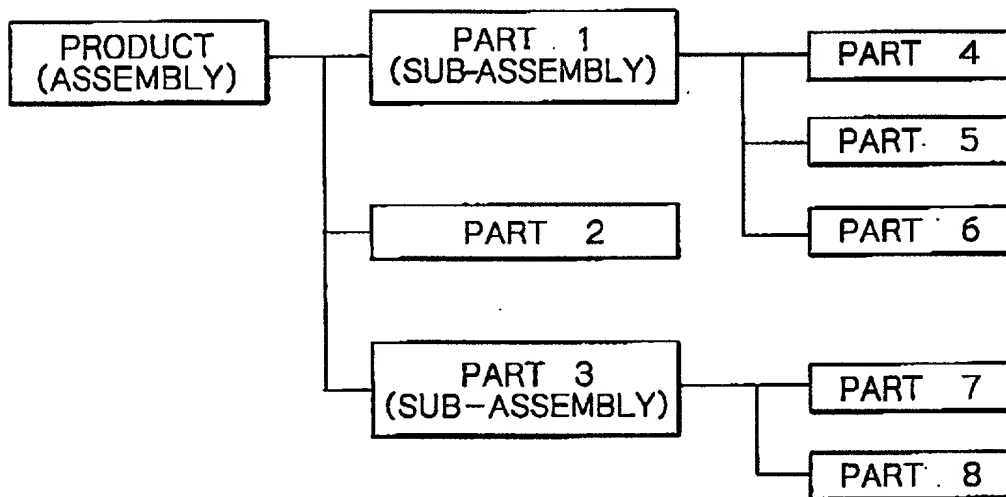 PRODUCT
(ASSEMBLY)
PART 1
(SUB-ASSEMBLY)
PART 4
PART 5
PART 6
PART 2
PART 3
(SUB-ASSEMBLY)
PART 7
PART 8